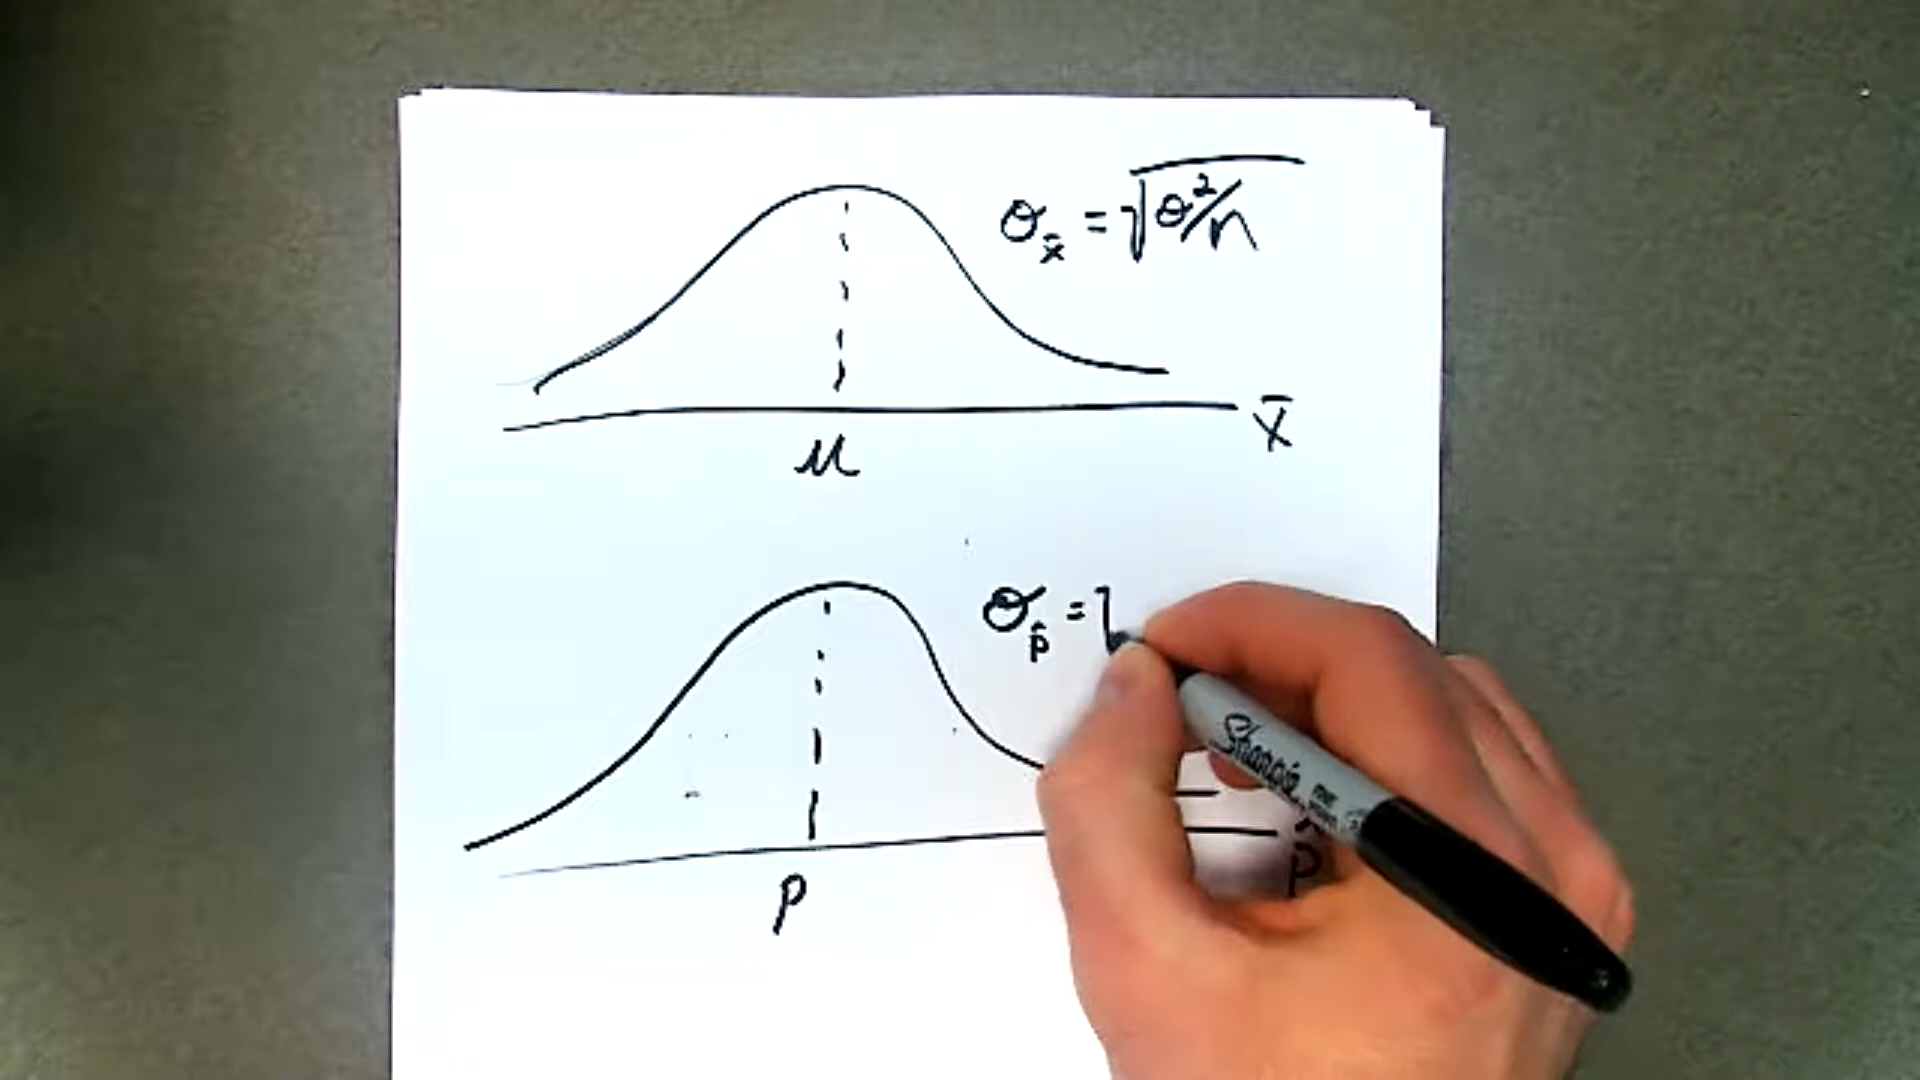 σx̄ = √σ²/n
x̄
μ
σp̂ = √
p
Sharpie